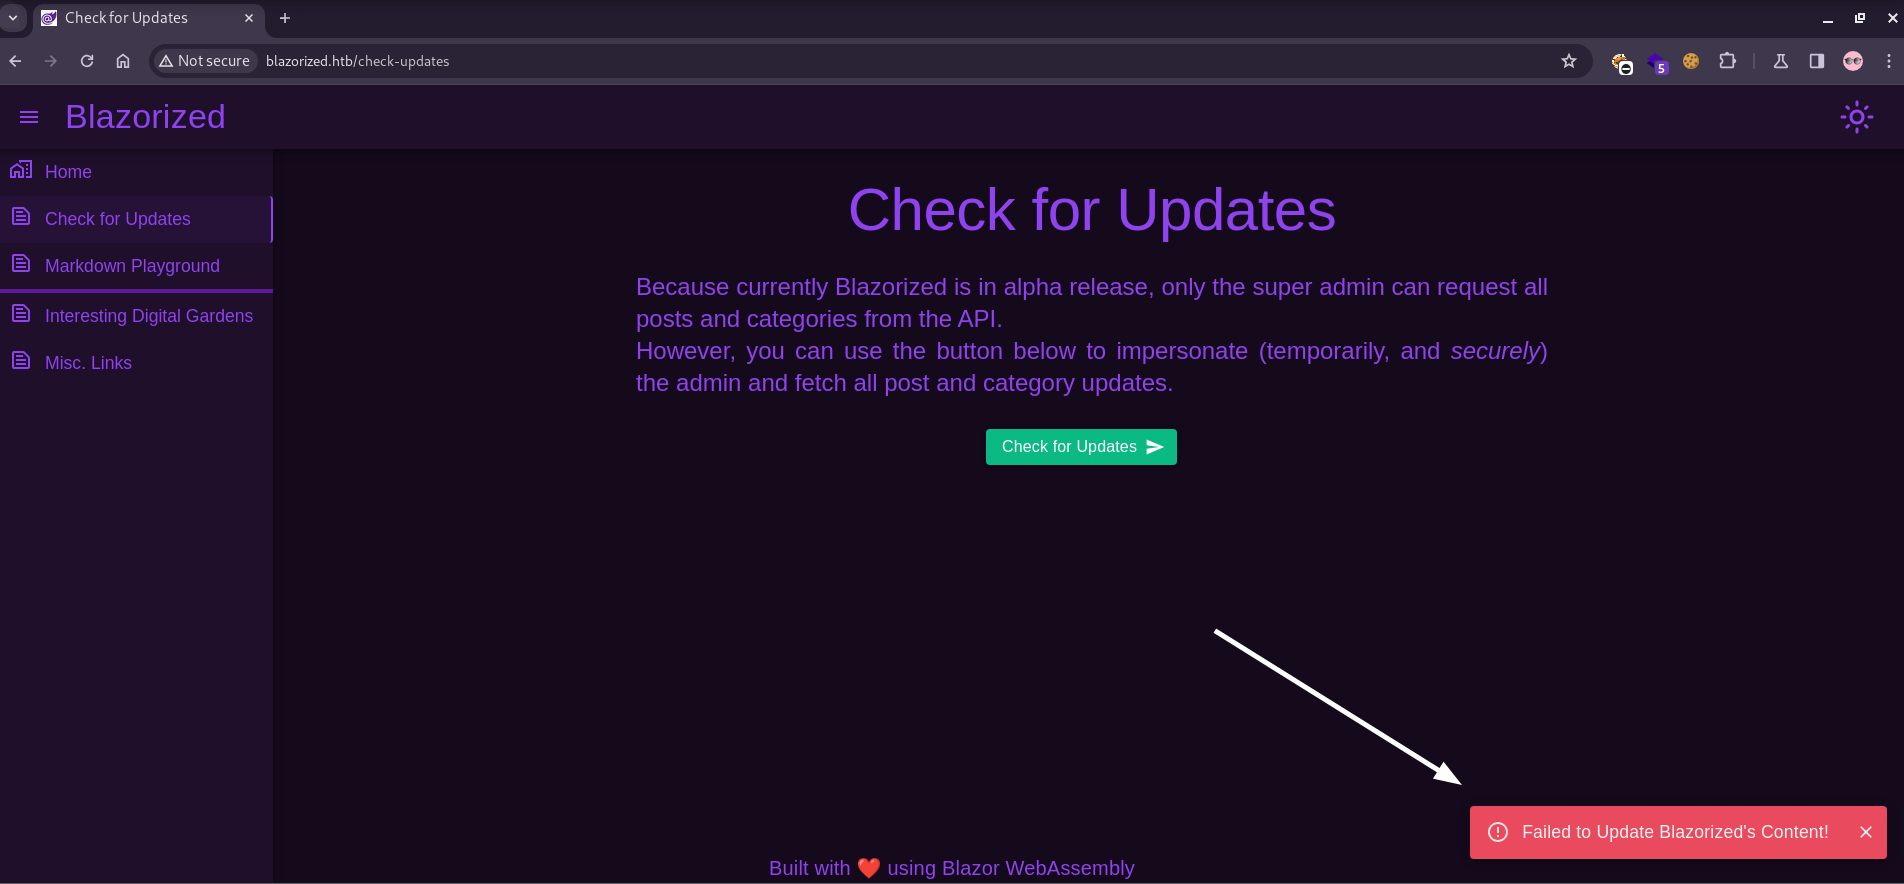 Check for Updates
Not secure
blazorized.htb/check-updates
5
Blazorized
Home
Check for Updates
Markdown Playground
Interesting Digital Gardens
Misc. Links
Check for Updates
Because currently Blazorized is in alpha release, only the super admin can request all
posts and categories from the API.
However, you can use the button below to impersonate (temporarily, and securely)
the admin and fetch all post and category updates.
Check for Updates
Failed to Update Blazorized's Content!
Built with ❤️ using Blazor WebAssembly